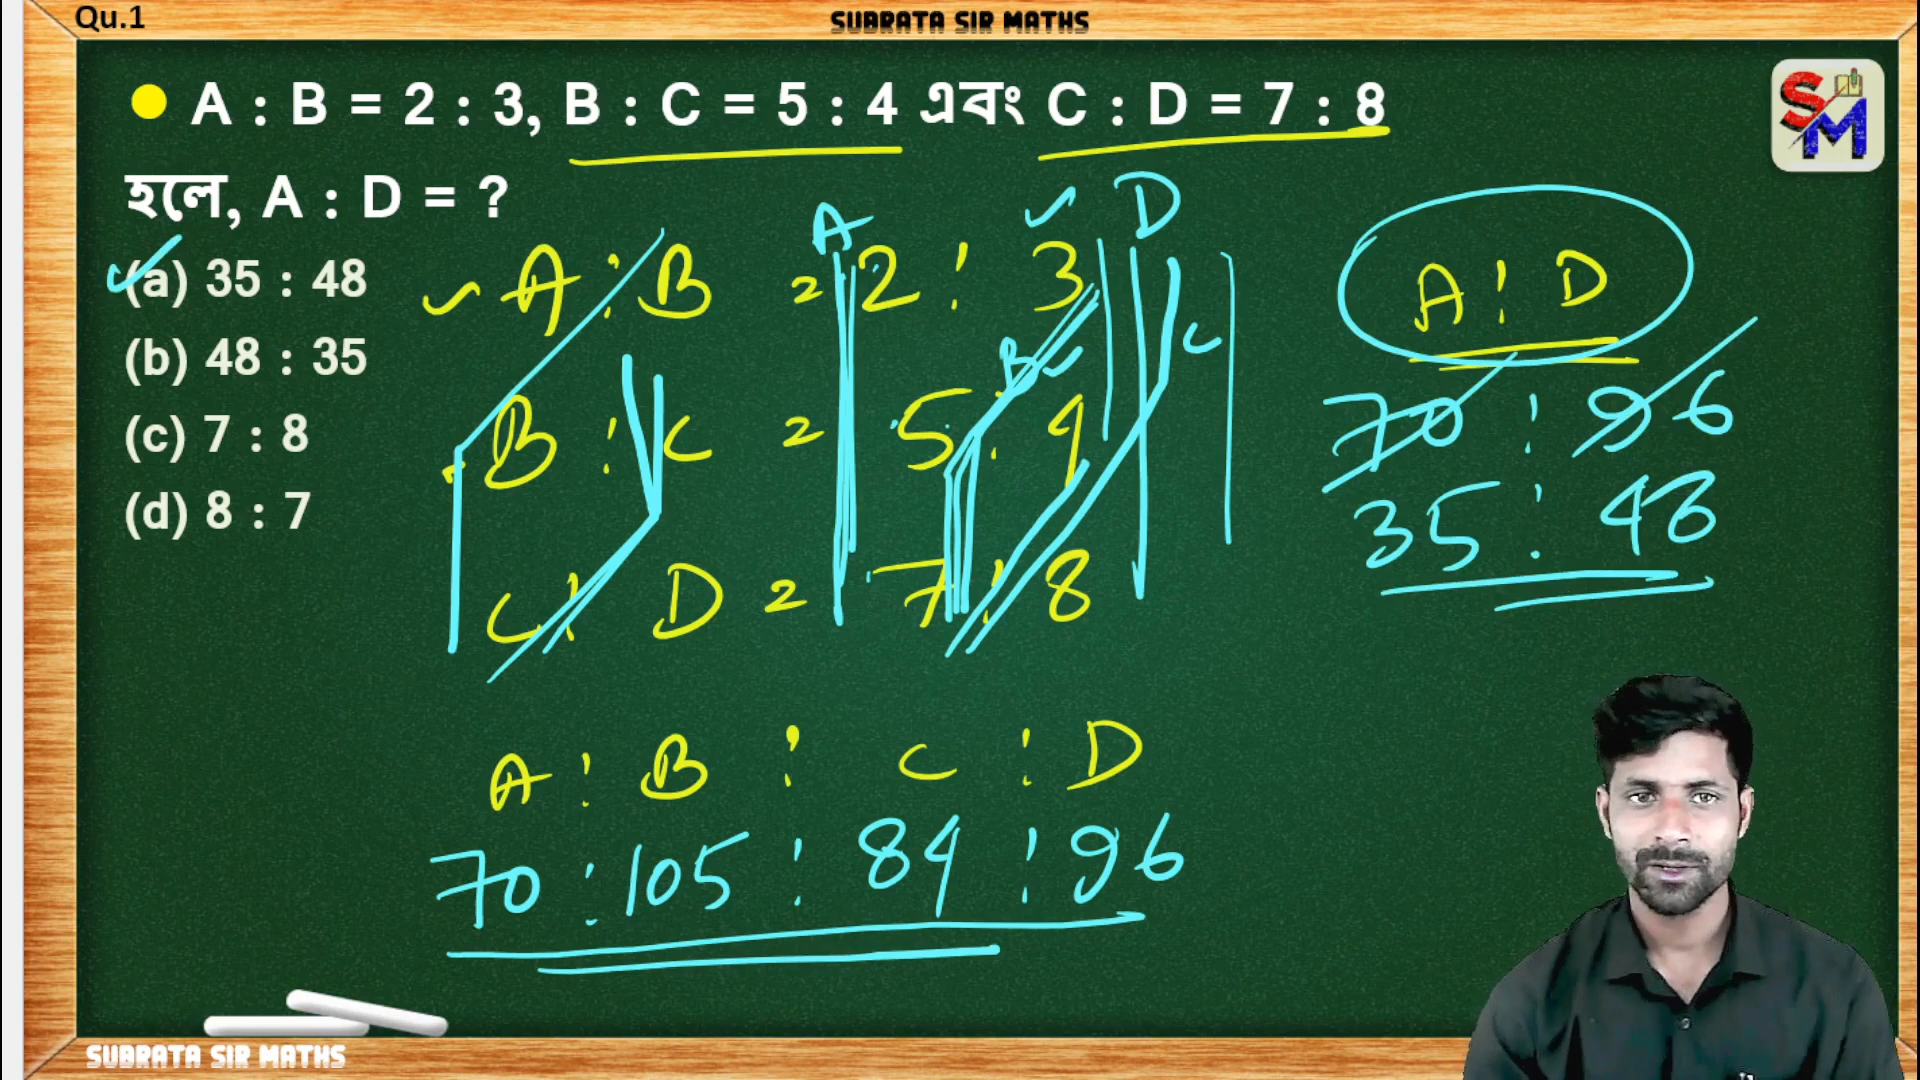 Qu.1
SUBRATA SIR MATHS
A : B = 2 : 3, B : C = 5 : 4 এবং C : D = 7 : 8
হলে, A : D = ?
(a) 35 : 48
(b) 48 : 35
(c) 7 : 8
(d) 8 : 7
SM
A D
A : B = 2 : 3
B C
B : C = 5 : 4
C : D = 7 : 8
A : D
70 : 96
35 : 48
A : B : C : D
70 : 105 : 84 : 96
SUBRATA SIR MATHS